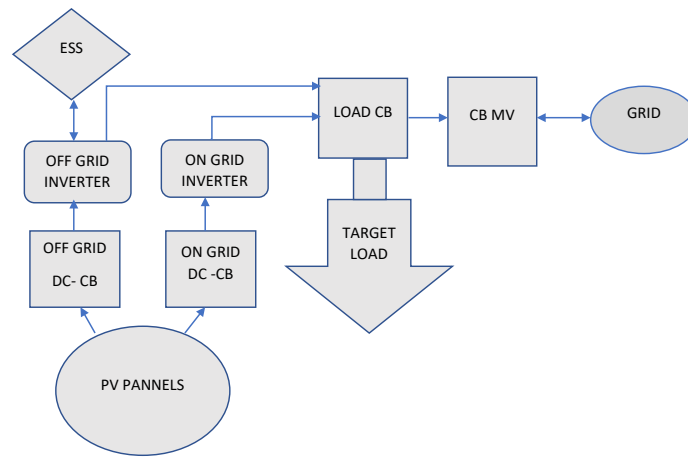 ESS
LOAD CB
CB MV
GRID
OFF GRID
INVERTER
ON GRID
INVERTER
OFF GRID
DC- CB
ON GRID
DC -CB
TARGET
LOAD
PV PANNELS